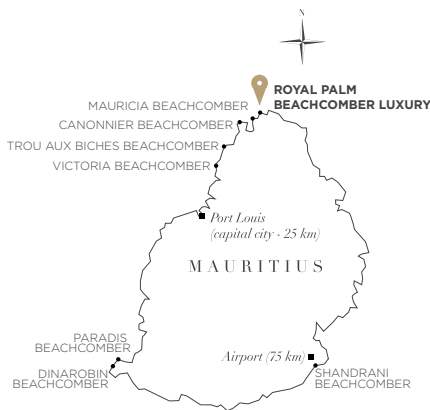 N
ROYAL PALM
BEACHCOMBER LUXURY
MAURICIA BEACHCOMBER
CANONNIER BEACHCOMBER
TROU AUX BICHES BEACHCOMBER
VICTORIA BEACHCOMBER
Port Louis
(capital city - 25 km)
MAURITIUS
PARADIS
BEACHCOMBER
Airport (75 km)
DINAROBIN
BEACHCOMBER
SHANDRANI
BEACHCOMBER